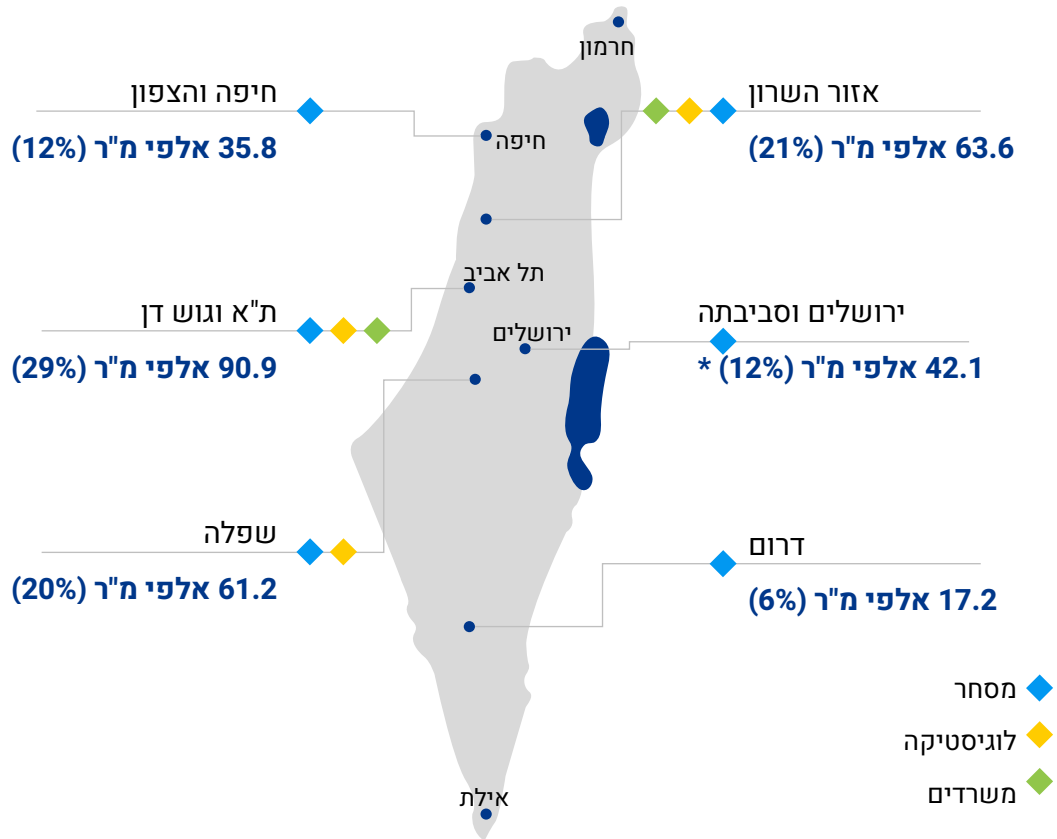 חרמון
אזור השרון
63.6 אלפי מ"ר (21%)
חיפה והצפון
35.8 אלפי מ"ר (12%)
חיפה
תל אביב
ירושלים
ירושלים וסביבתה
42.1 אלפי מ"ר (12%) *
ת"א וגוש דן
90.9 אלפי מ"ר (29%)
דרום
17.2 אלפי מ"ר (6%)
שפלה
61.2 אלפי מ"ר (20%)
מסחר
לוגיסטיקה
משרדים
אילת